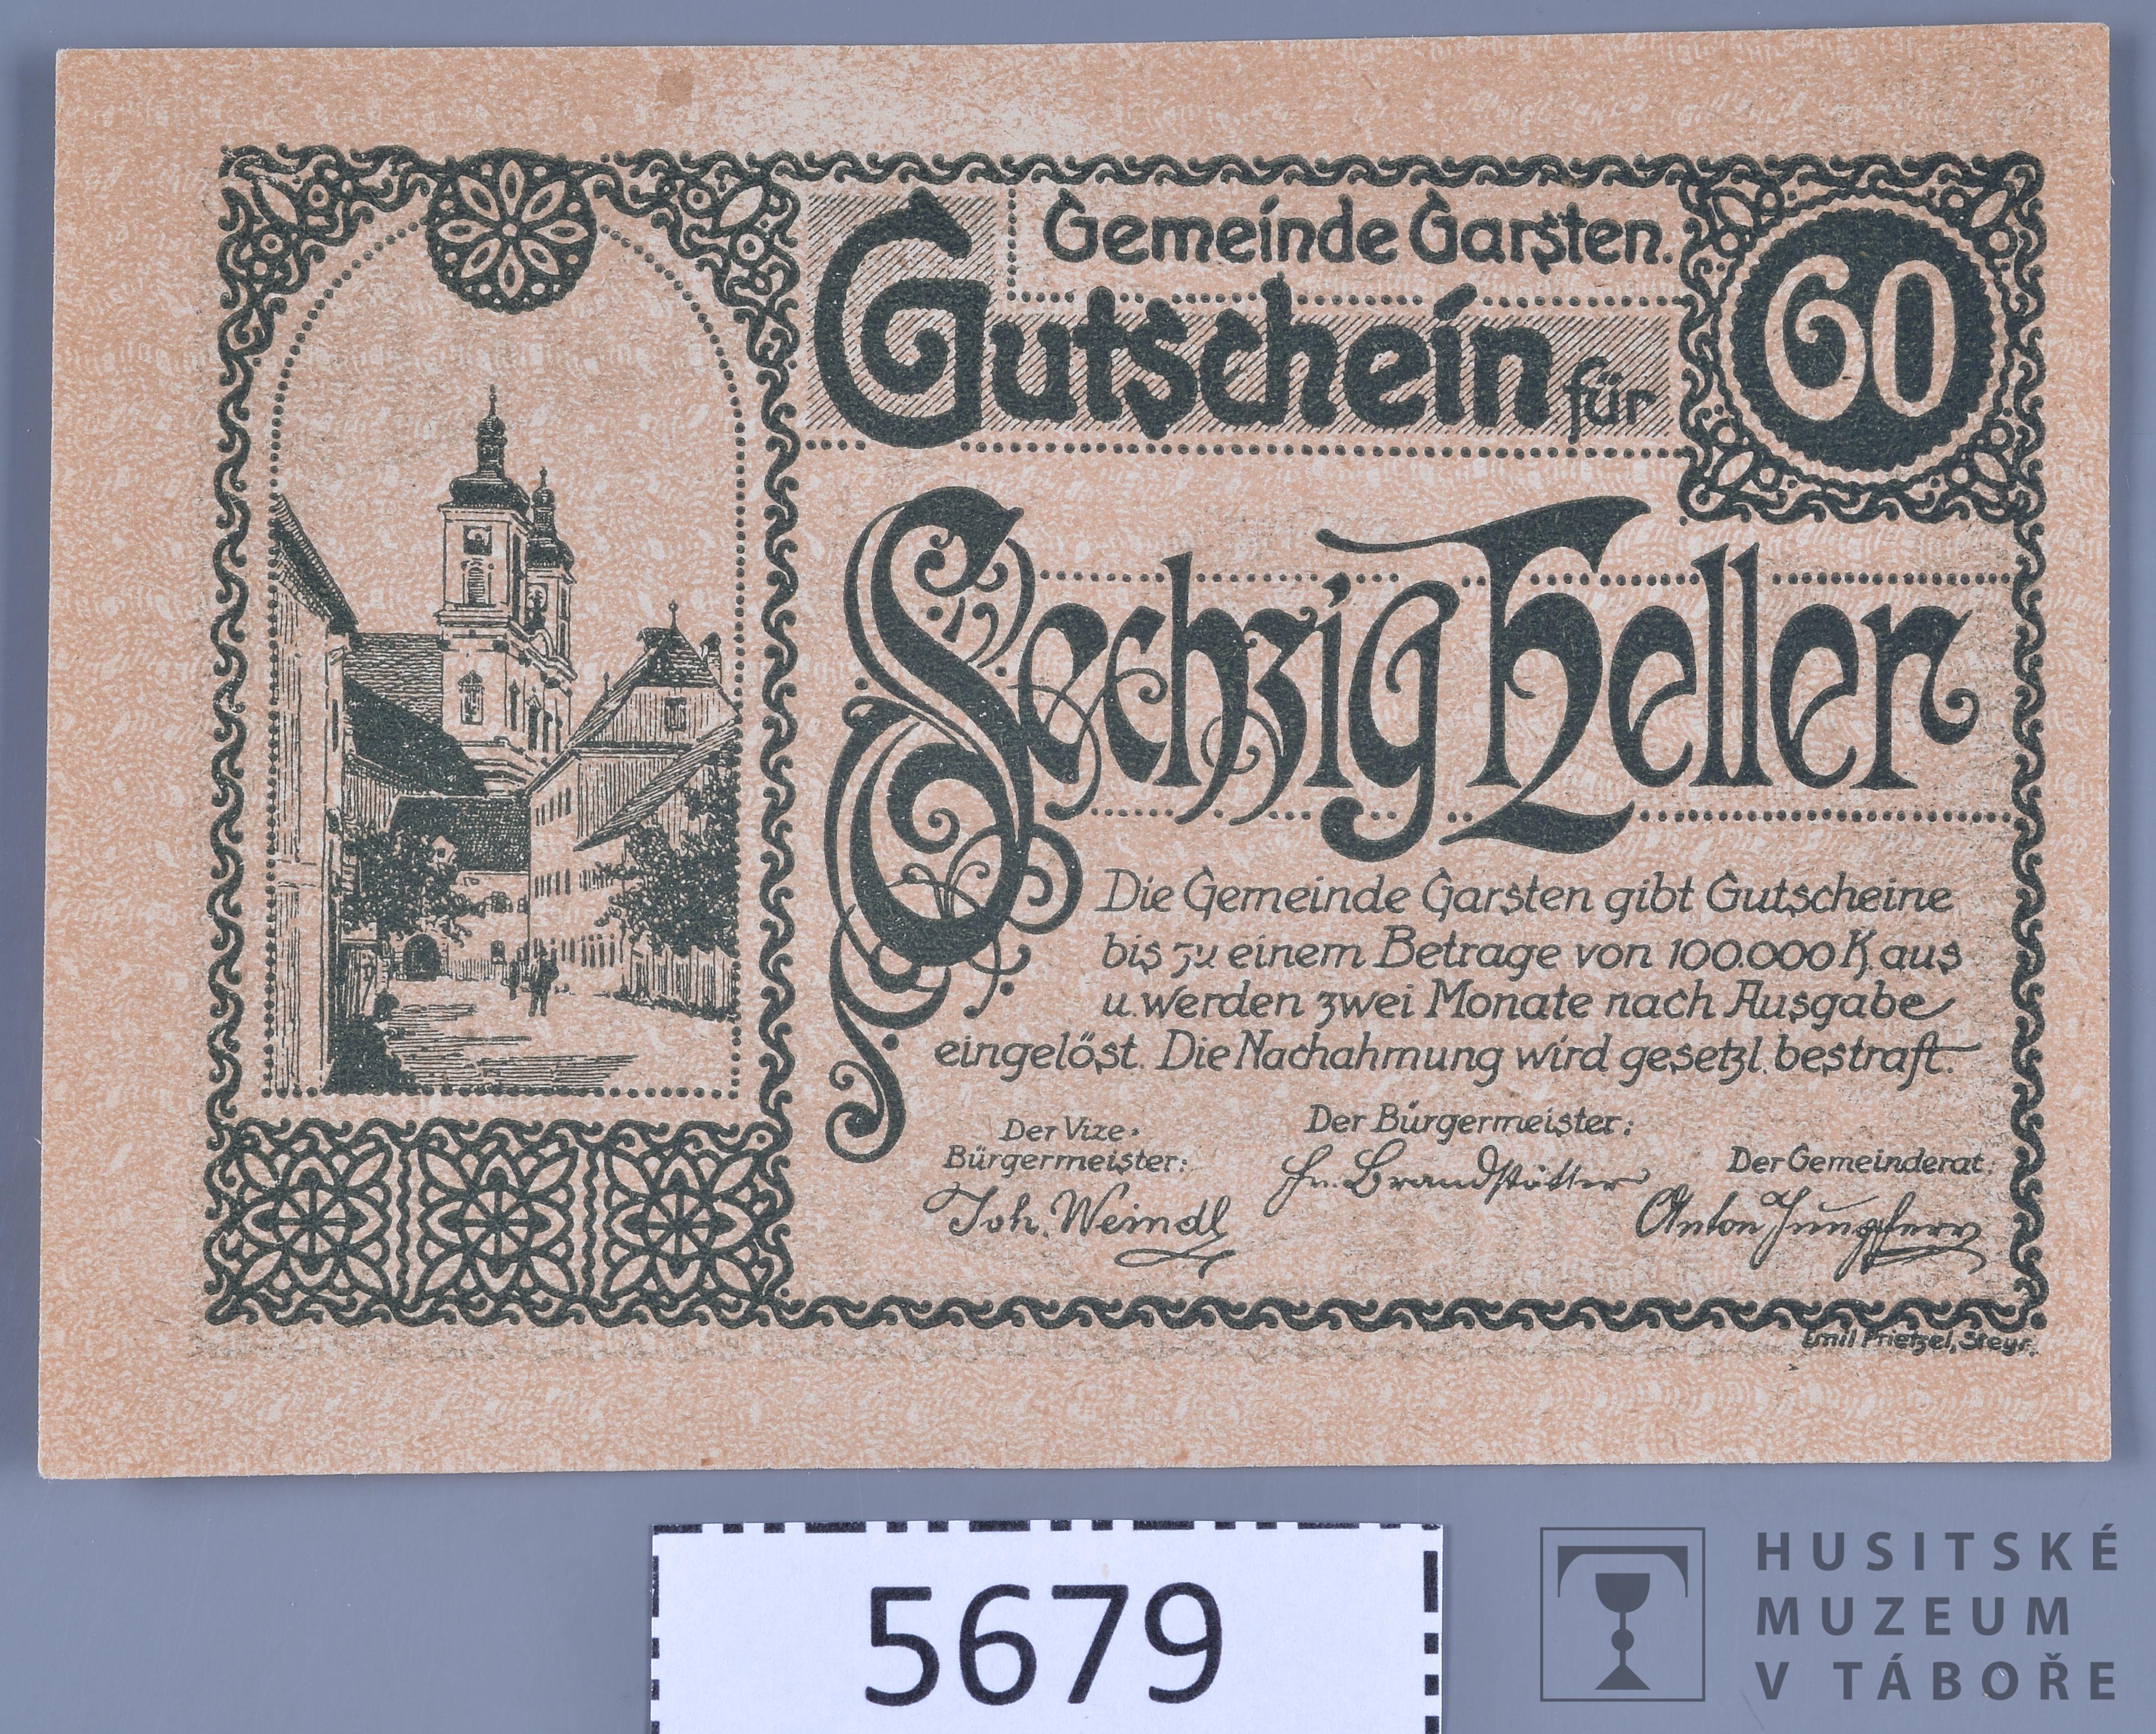 Gemeinde Garsten.
Gutschein für
60
Sechzig Heller
Die Gemeinde Garsten gibt Gutscheine
bis zu einem Betrage von 100.000 K aus
u. werden zwei Monate nach Ausgabe
eingelöst. Die Nachahmung wird gesetzl. bestraft.
Der Vize-
Bürgermeister:
Joh. Weindl
Der Bürgermeister:
Fr. Brandstätter
Der Gemeinderat:
Anton
Emil Prietzel, Steyr.
5679
HUSITSKÉ
MUZEUM
V TÁBOŘE